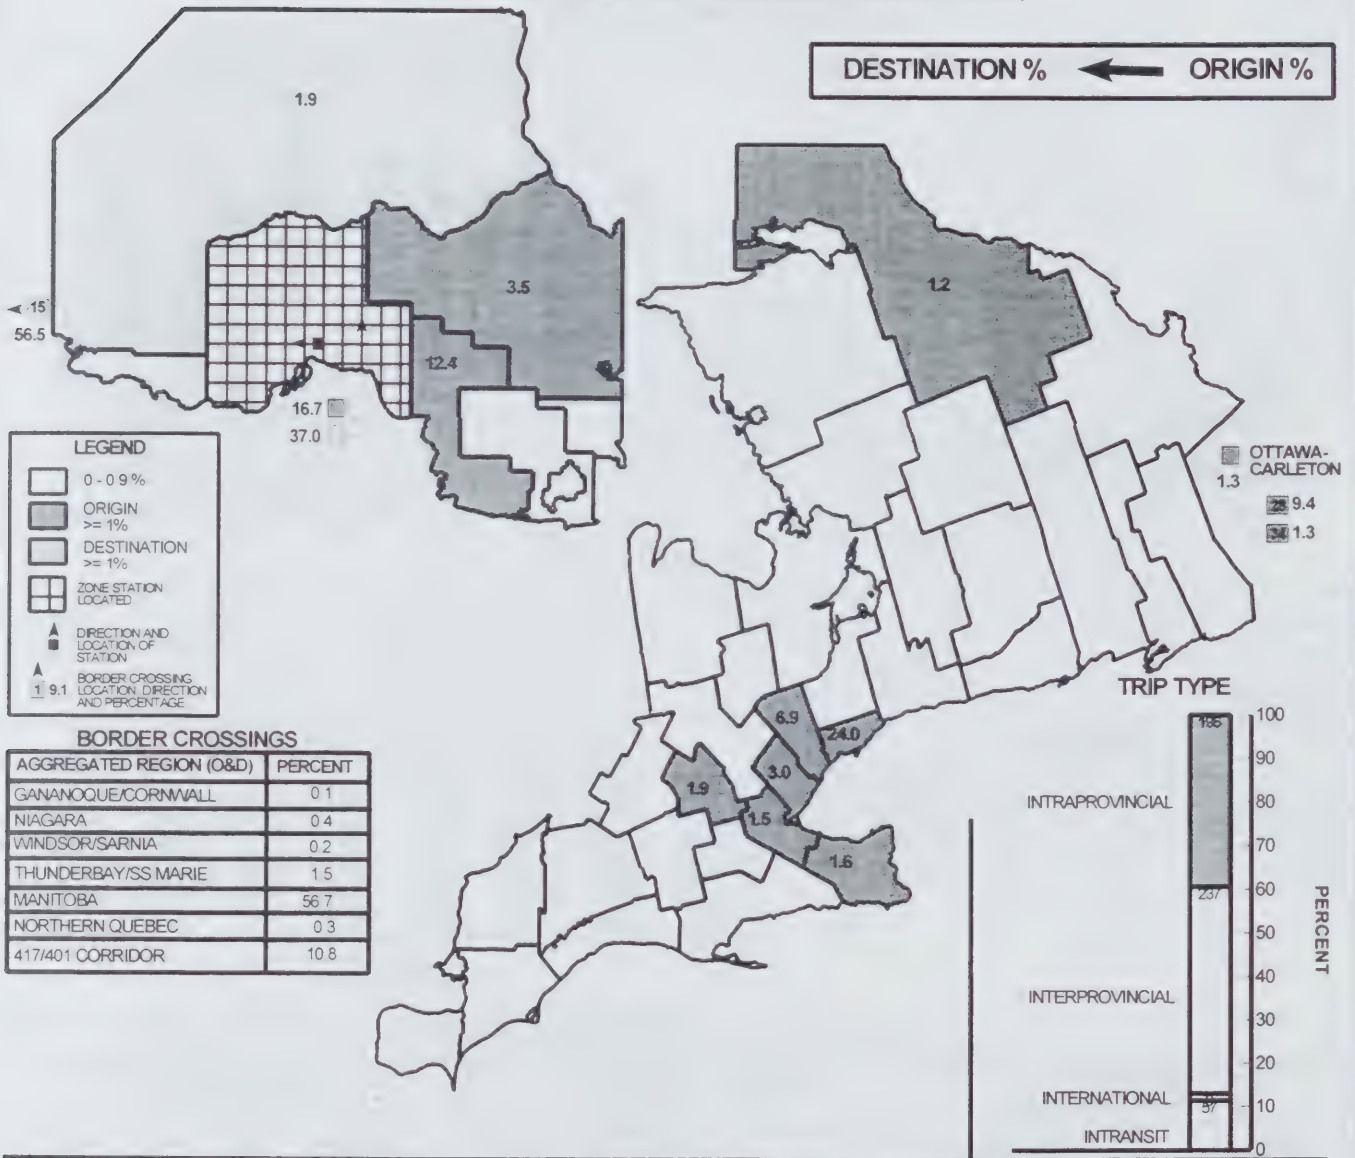 DESTINATION % ORIGIN %
1.9
3.5
1.2
15
56.5
12.4
16.7
37.0
LEGEND
0 - 0 9 %
ORIGIN
>= 1%
DESTINATION
>= 1%
ZONE STATION
LOCATED
DIRECTION AND
LOCATION OF
STATION
1 9.1
BORDER CROSSING
LOCATION, DIRECTION
AND PERCENTAGE
OTTAWA-
CARLETON
1.3
9.4
1.3
6.9
24.0
3.0
1.9
1.5
1.6
BORDER CROSSINGS
AGGREGATED REGION (O&D) PERCENT
GANANOQUE/CORNWALL 0 1
NIAGARA 0 4
WINDSOR/SARNIA 0 2
THUNDERBAY/SS MARIE 1 5
MANITOBA 56 7
NORTHERN QUEBEC 0 3
417/401 CORRIDOR 10 8
TRIP TYPE
INTRAPROVINCIAL
INTERPROVINCIAL
INTERNATIONAL
INTRANSIT
237
57
100
90
80
70
60
50
40
30
20
10
0
PERCENT